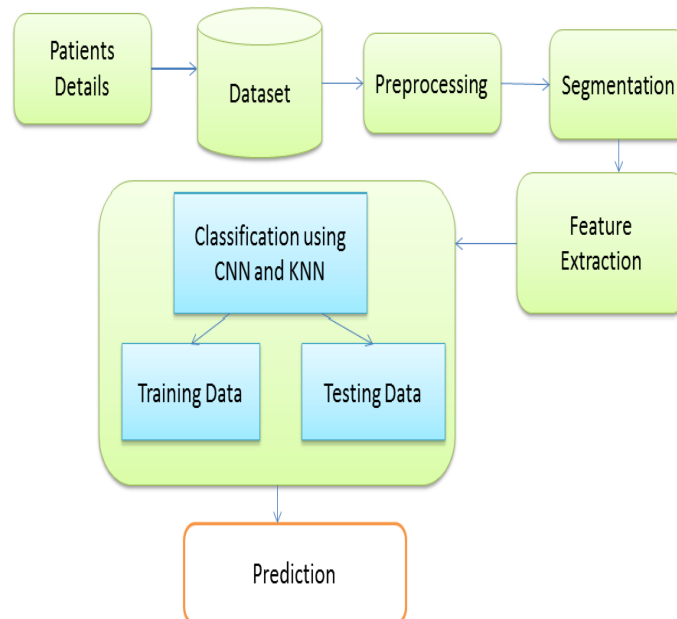 Patients
Details
Dataset
Preprocessing
Segmentation
Feature
Extraction
Classification using
CNN and KNN
Training Data
Testing Data
Prediction